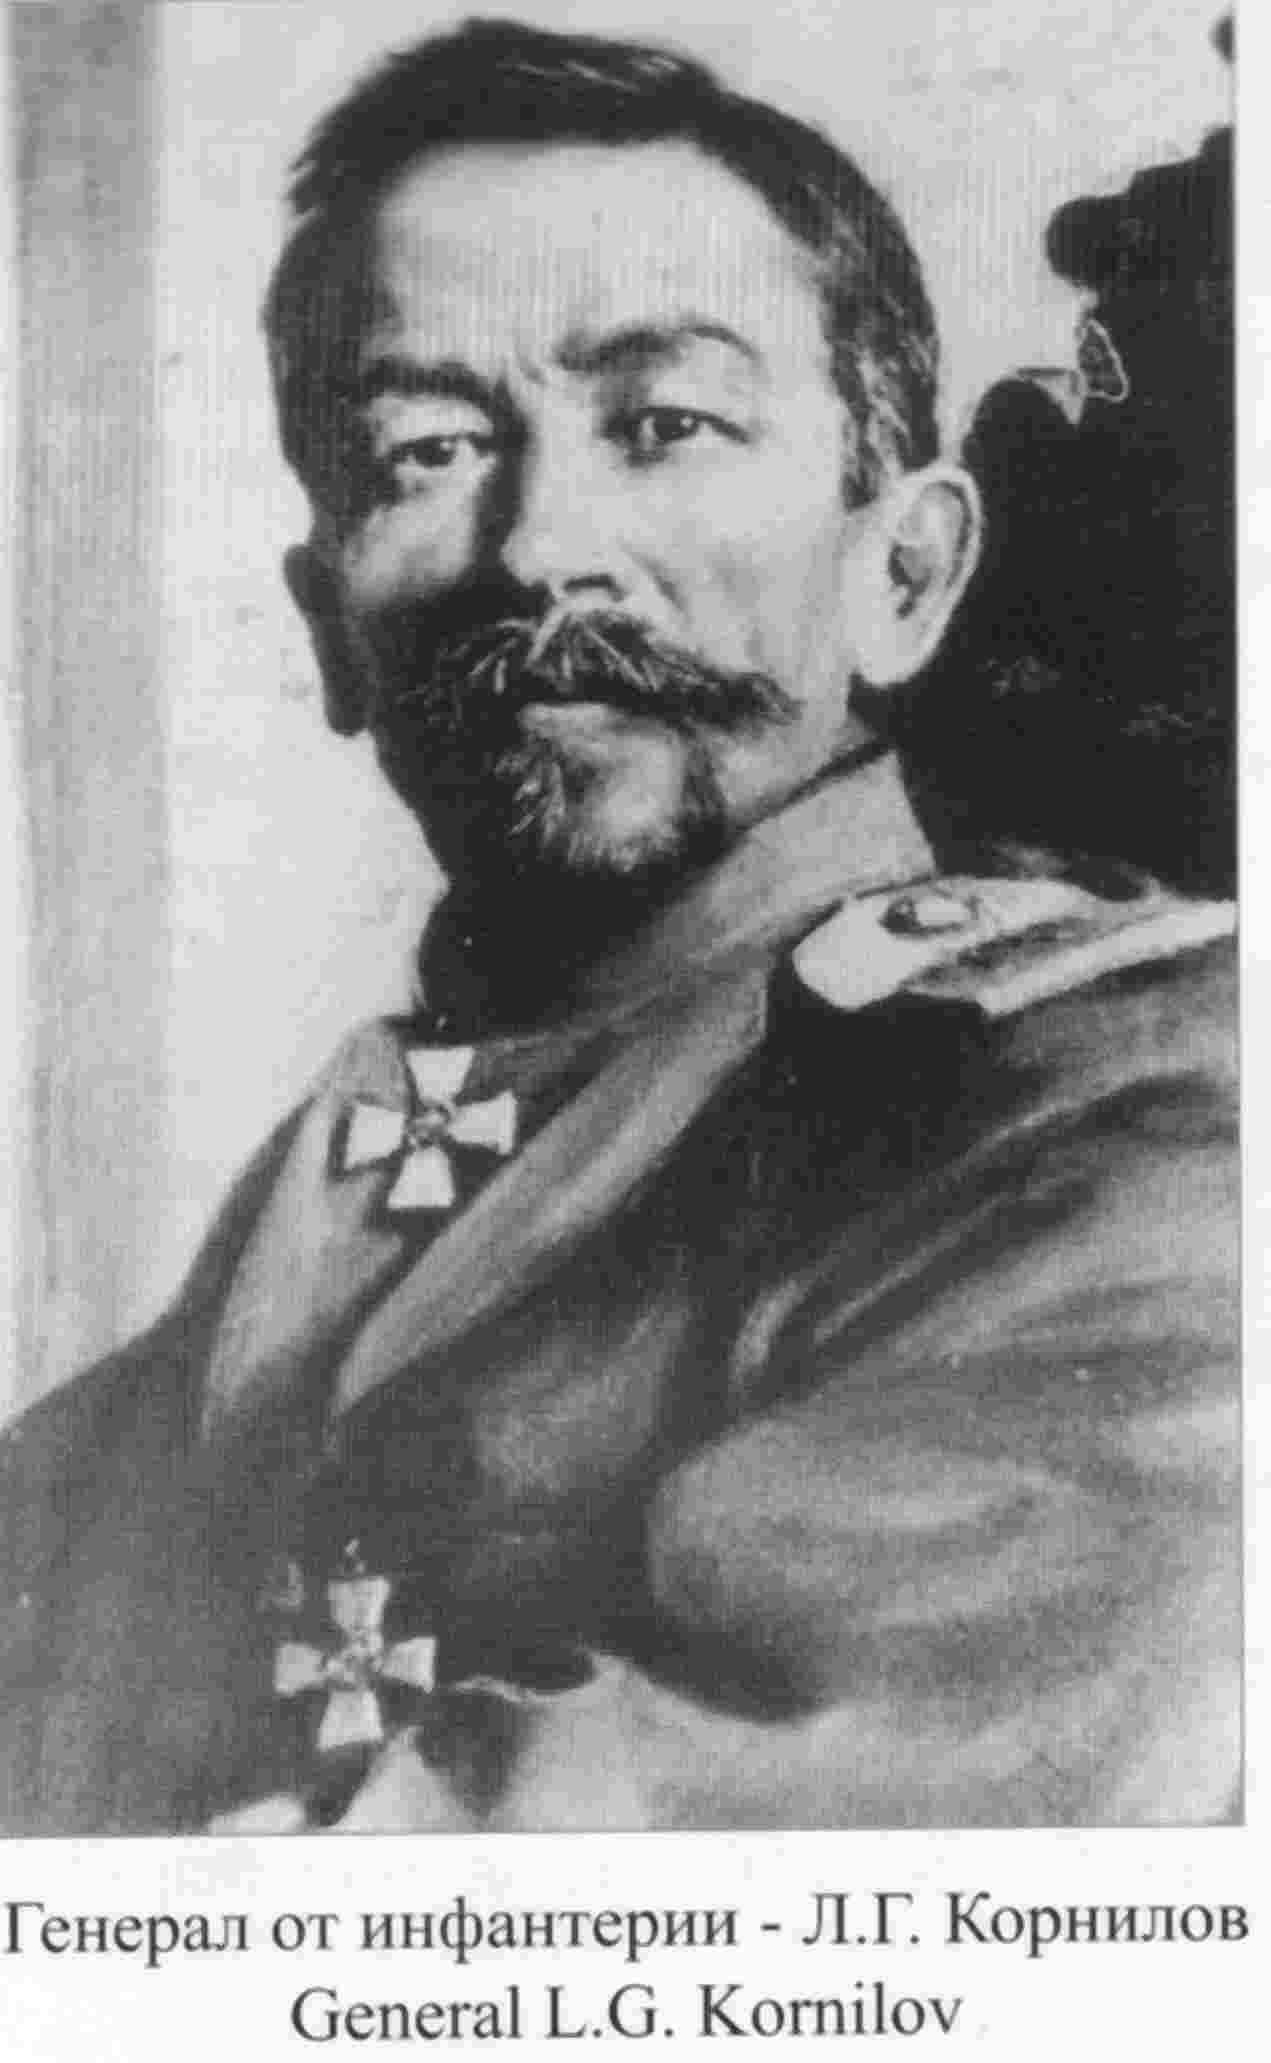 Генерал от инфантерии - Л.Г. Корнилов
General L.G. Kornilov